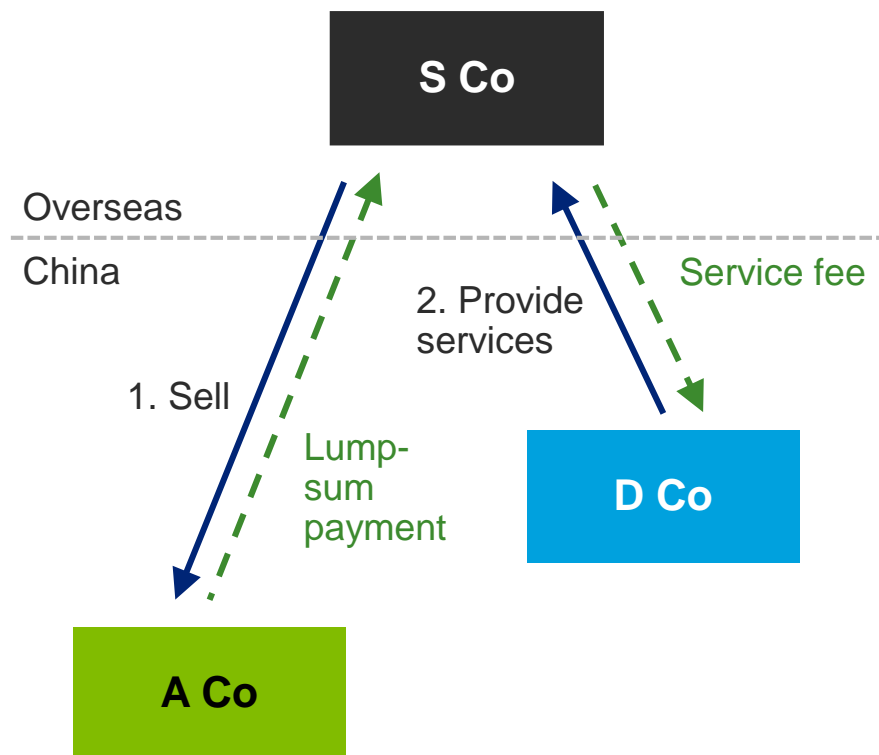 S Co
Overseas
China
Service fee
2. Provide
services
1. Sell
Lump-
sum
payment
D Co
A Co